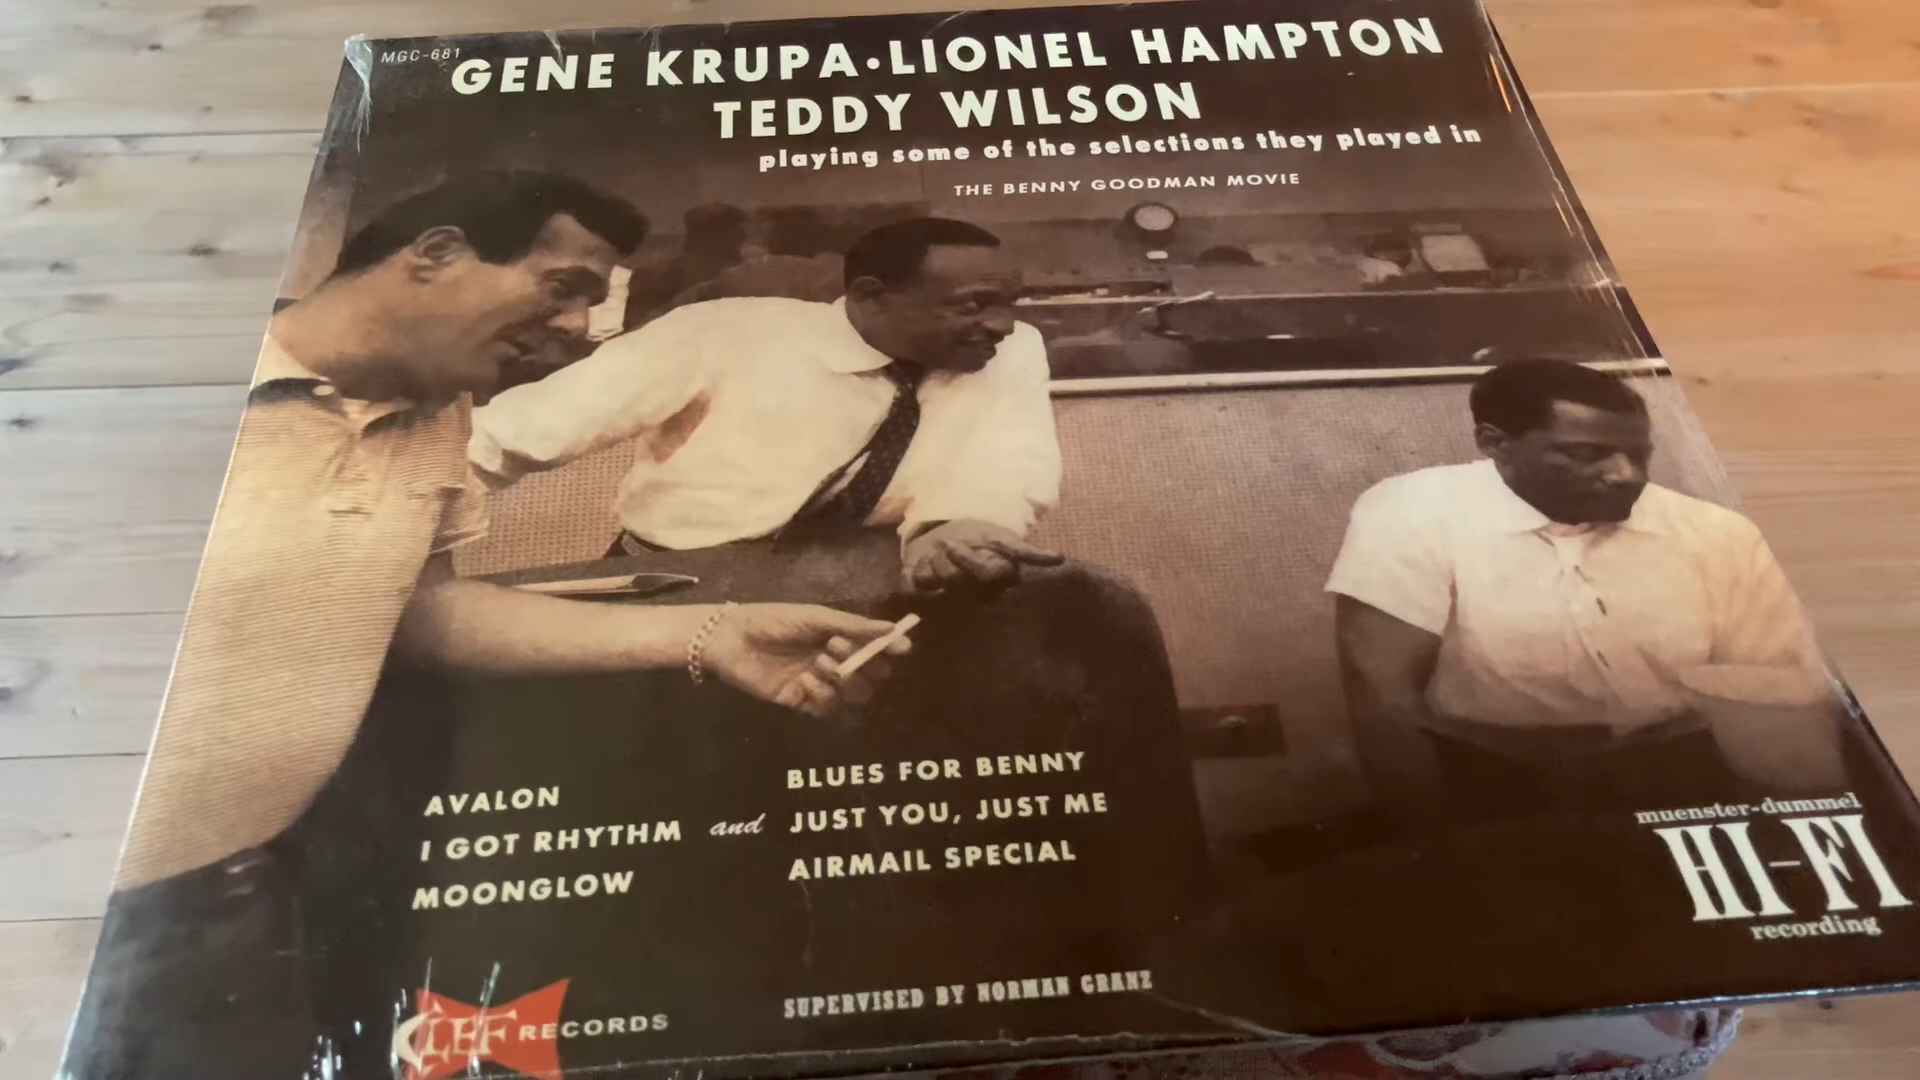 MGC-681
GENE KRUPA•LIONEL HAMPTON
TEDDY WILSON
playing some of the selections they played in
THE BENNY GOODMAN MOVIE
AVALON
I GOT RHYTHM
MOONGLOW
and
BLUES FOR BENNY
JUST YOU, JUST ME
AIRMAIL SPECIAL
muenster-dummel
HI-FI
recording
CLEF RECORDS
SUPERVISED BY NORMAN GRANZ